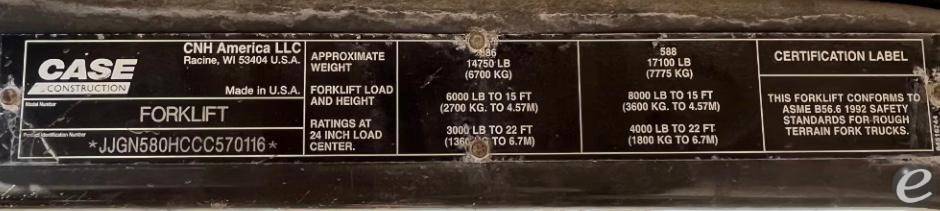 CASE
CONSTRUCTION
CNH America LLC
Racine, WI 53404 U.S.A.
Made in U.S.A.
Model Number
FORKLIFT
Product Identification Number
*JJGN580HCCC570116*
APPROXIMATE
WEIGHT
FORKLIFT LOAD
AND HEIGHT
RATINGS AT
24 INCH LOAD
CENTER.
586
14750 LB
(6700 KG)
6000 LB TO 15 FT
(2700 KG. TO 4.57M)
3000 LB TO 22 FT
TO 6.7M)
588
17100 LB
(7775 KG)
8000 LB TO 15 FT
(3600 KG. TO 4.57M)
4000 LB TO 22 FT
(1800 KG TO 6.7M)
CERTIFICATION LABEL
THIS FORKLIFT CONFORMS TO
ASME B56.6 1992 SAFETY
STANDARDS FOR ROUGH
TERRAIN FORK TRUCKS.
e